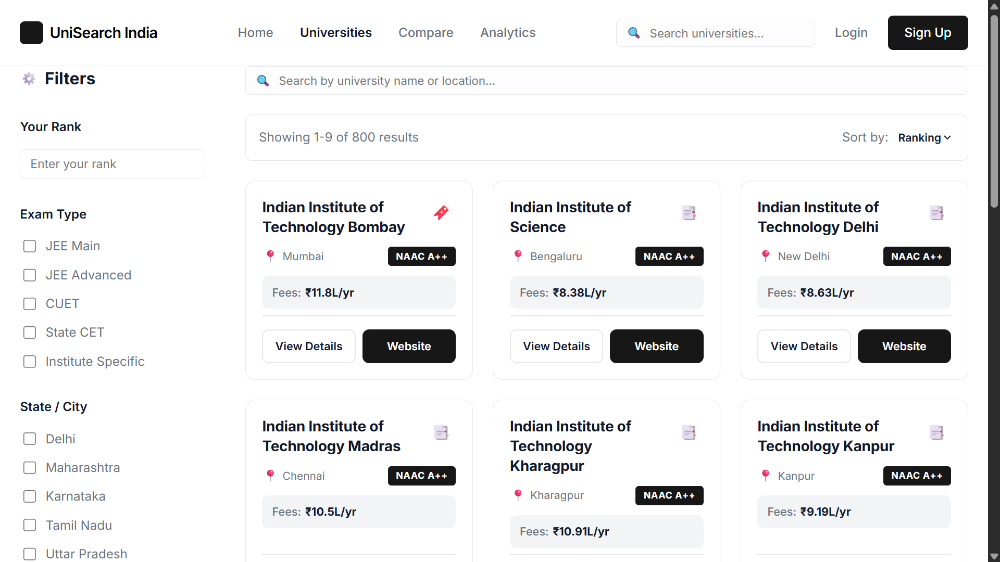 UniSearch India
Home
Universities
Compare
Analytics
Search universities...
Login
Sign Up
Filters
Your Rank
Enter your rank
Exam Type
JEE Main
JEE Advanced
CUET
State CET
Institute Specific
State / City
Delhi
Maharashtra
Karnataka
Tamil Nadu
Uttar Pradesh
Search by university name or location...
Showing 1-9 of 800 results
Sort by: Ranking
Indian Institute of
Technology Bombay
Mumbai
NAAC A++
Fees: ₹11.8L/yr
View Details
Website
Indian Institute of
Science
Bengaluru
NAAC A++
Fees: ₹8.38L/yr
View Details
Website
Indian Institute of
Technology Delhi
New Delhi
NAAC A++
Fees: ₹8.63L/yr
View Details
Website
Indian Institute of
Technology Madras
Chennai
NAAC A++
Fees: ₹10.5L/yr
Indian Institute of
Technology
Kharagpur
Kharagpur
NAAC A++
Fees: ₹10.91L/yr
Indian Institute of
Technology Kanpur
Kanpur
NAAC A++
Fees: ₹9.19L/yr